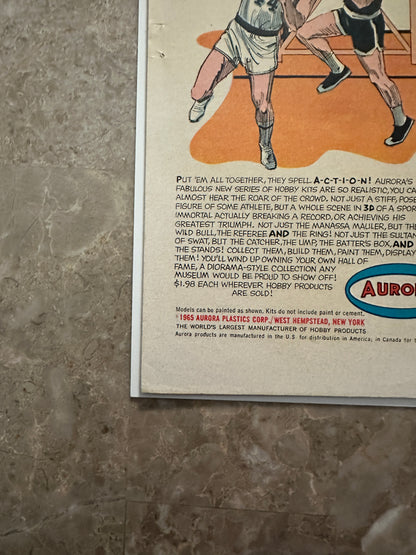 PUT 'EM ALL TOGETHER, THEY SPELL A-C-T-I-O-N! AURORA'S
FABULOUS NEW SERIES OF HOBBY KITS ARE SO REALISTIC, YOU CA
ALMOST HEAR THE ROAR OF THE CROWD. NOT JUST A STIFF, POSE
FIGURE OF SOME ATHLETE, BUT A WHOLE SCENE IN 3D OF A SPOR
IMMORTAL ACTUALLY BREAKING A RECORD, OR ACHIEVING HIS
GREATEST TRIUMPH. NOT JUST THE MANASSA MAULER, BUT THE
WILD BULL, THE REFEREE AND THE RING! NOT JUST THE SULTAN
OF SWAT, BUT THE CATCHER, THE UMP, THE BATTER'S BOX, AND
THE STANDS! COLLECT THEM, BUILD THEM, PAINT THEM, DISPLAY
THEM! YOU'LL WIND UP OWNING YOUR OWN HALL OF
FAME, A DIORAMA-STYLE COLLECTION ANY
MUSEUM WOULD BE PROUD TO SHOW OFF!
$1.98 EACH WHEREVER HOBBY PRODUCTS
ARE SOLD!
AURO
Models can be painted as shown. Kits do not include paint or cement.
©1965 AURORA PLASTICS CORP./WEST HEMPSTEAD, NEW YORK
THE WORLD'S LARGEST MANUFACTURER OF HOBBY PRODUCTS
Aurora products are manufactured in the U.S. for distribution in America; in Canada for